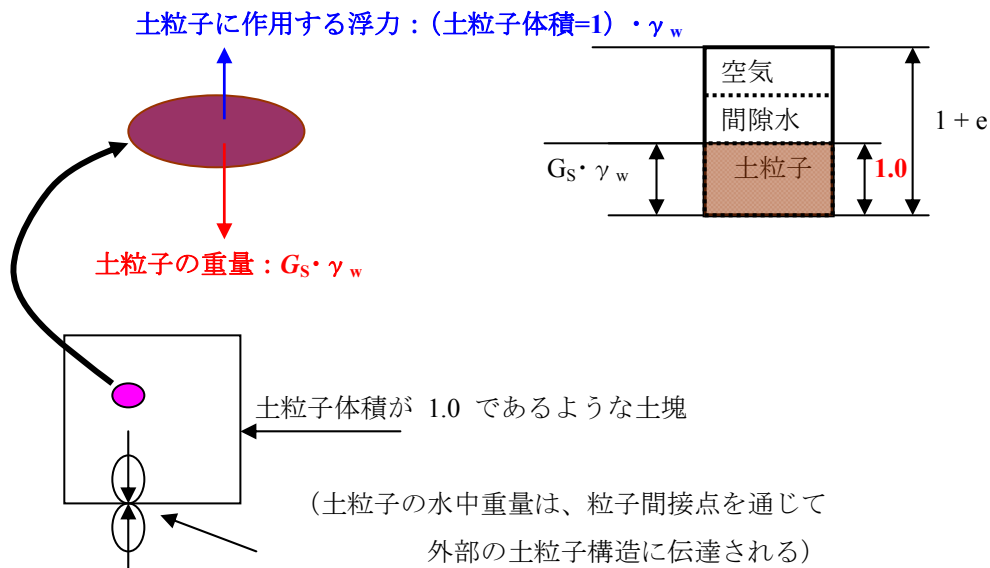 土粒子に作用する浮力：（土粒子体積=1）・γ w
空気
間隙水
1 + e
GS・γ w
土粒子
1.0
土粒子の重量：GS・γ w
土粒子体積が 1.0 であるような土塊
（土粒子の水中重量は、粒子間接点を通じて
外部の土粒子構造に伝達される）